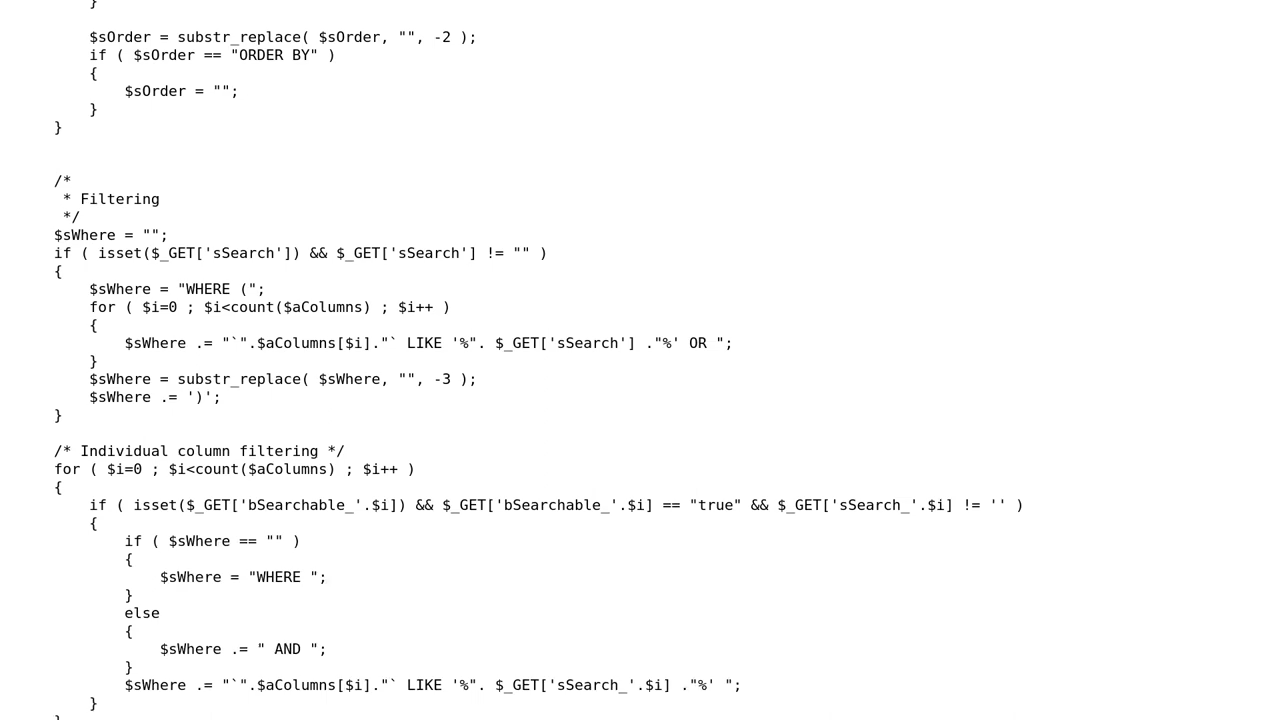 }
$sOrder = substr_replace( $sOrder, "", -2 );
if ( $sOrder == "ORDER BY" )
{
$sOrder = "";
}
}
/*
* Filtering
*/
$sWhere = "";
if ( isset($_GET['sSearch']) && $_GET['sSearch'] != "" )
{
$sWhere = "WHERE (";
for ( $i=0 ; $i<count($aColumns) ; $i++ )
{
$sWhere .= "`".$aColumns[$i]."` LIKE '%". $_GET['sSearch'] ."%' OR ";
}
$sWhere = substr_replace( $sWhere, "", -3 );
$sWhere .= ')';
}
/* Individual column filtering */
for ( $i=0 ; $i<count($aColumns) ; $i++ )
{
if ( isset($_GET['bSearchable_'.$i]) && $_GET['bSearchable_'.$i] == "true" && $_GET['sSearch_'.$i] != '' )
{
if ( $sWhere == "" )
{
$sWhere = "WHERE ";
}
else
{
$sWhere .= " AND ";
}
$sWhere .= "`".$aColumns[$i]."` LIKE '%". $_GET['sSearch_'.$i] ."%' ";
}
}